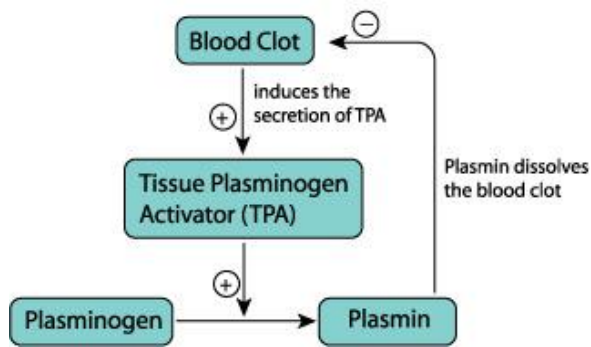 Blood Clot
−
induces the
secretion of TPA
+
Plasmin dissolves
the blood clot
Tissue Plasminogen
Activator (TPA)
+
Plasminogen
Plasmin